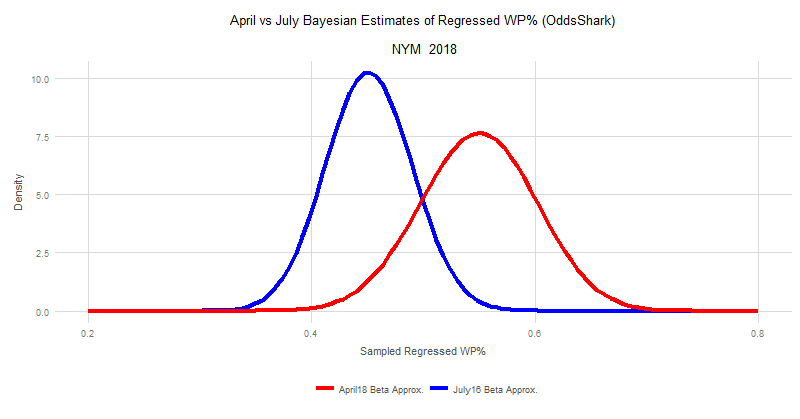 April vs July Bayesian Estimates of Regressed WP% (OddsShark)
NYM 2018
10.0
7.5
5.0
2.5
0.0
Density
0.2 0.4 0.6 0.8
Sampled Regressed WP%
April18 Beta Approx. July16 Beta Approx.